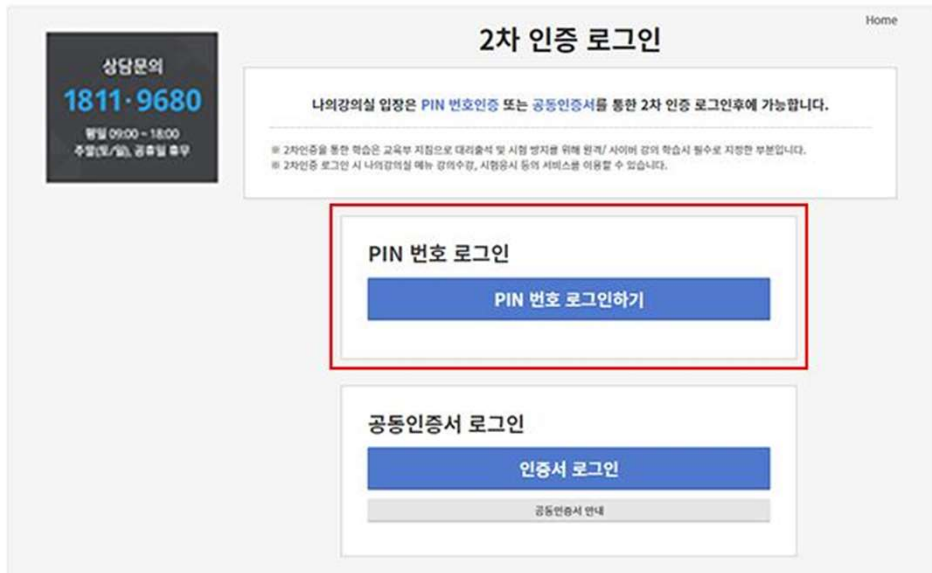 Home
2차 인증 로그인
상담문의
1811·9680
평일 09:00 ~ 18:00
주말(토/일), 공휴일 휴무
나의강의실 입장은 PIN 번호인증 또는 공동인증서를 통한 2차 인증 로그인후에 가능합니다.
※ 2차인증을 통한 학습은 교육부 지침으로 대리출석 및 시험 방지를 위해 원격/ 사이버 강의 학습시 필수로 지정한 부분입니다.
※ 2차인증 로그인 시 나의강의실 메뉴 강의수강, 시험응시 등의 서비스를 이용할 수 있습니다.
PIN 번호 로그인
PIN 번호 로그인하기
공동인증서 로그인
인증서 로그인
공동인증서 안내